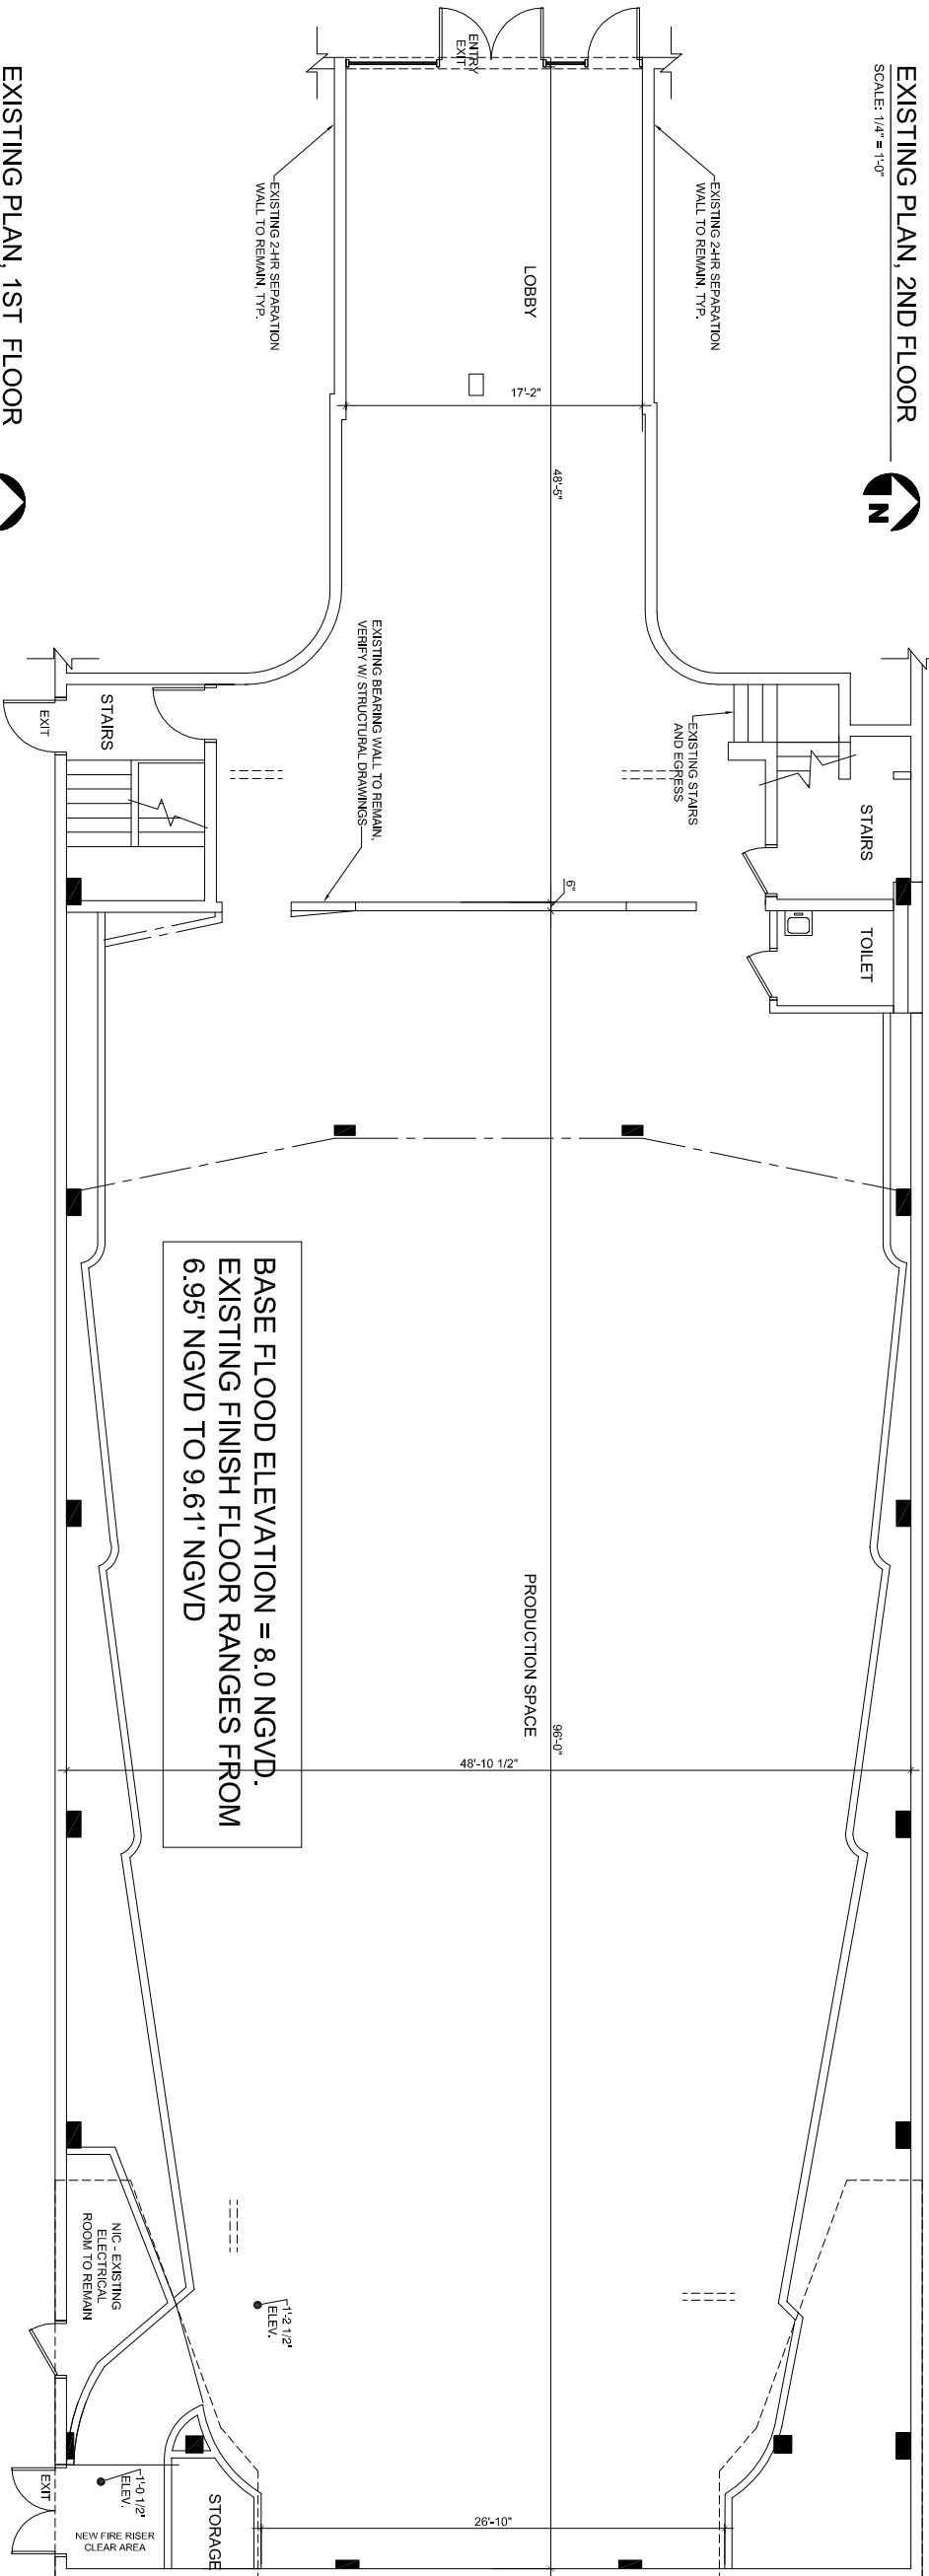 EXISTING PLAN, 2ND FLOOR
SCALE: 1/4" = 1'-0"
N
ENTRY
EXIT
EXISTING 2-HR SEPARATION
WALL TO REMAIN, TYP.
EXISTING 2-HR SEPARATION
WALL TO REMAIN, TYP.
LOBBY
17'-2"
48'-5"
EXISTING STAIRS
AND EGRESS
STAIRS
TOILET
EXISTING BEARING WALL TO REMAIN,
VERIFY W/ STRUCTURAL DRAWINGS
6"
STAIRS
EXIT
BASE FLOOD ELEVATION = 8.0 NGVD.
EXISTING FINISH FLOOR RANGES FROM
6.95' NGVD TO 9.61' NGVD
PRODUCTION SPACE
96'-0"
48'-10 1/2"
NIC - EXISTING
ELECTRICAL
ROOM TO REMAIN
1'-2 1/2"
ELEV.
26'-10"
STORAGE
1'-0 1/2"
ELEV.
NEW FIRE RISER
CLEAR AREA
EXIT
EXISTING PLAN, 1ST FLOOR